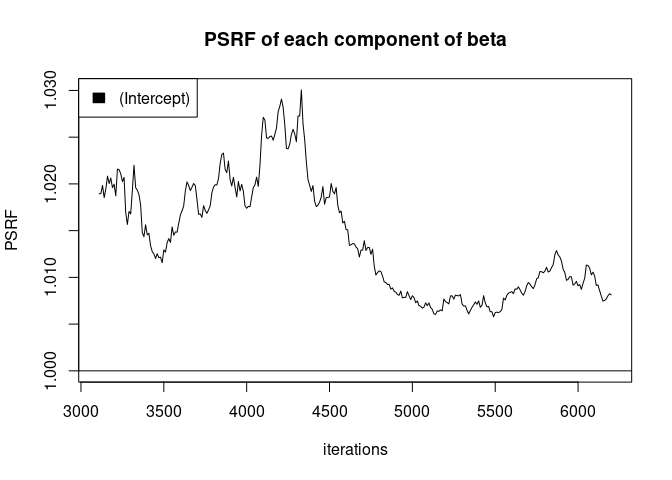 PSRF of each component of beta
(Intercept)
PSRF
1.030
1.020
1.010
1.000
3000 3500 4000 4500 5000 5500 6000
iterations